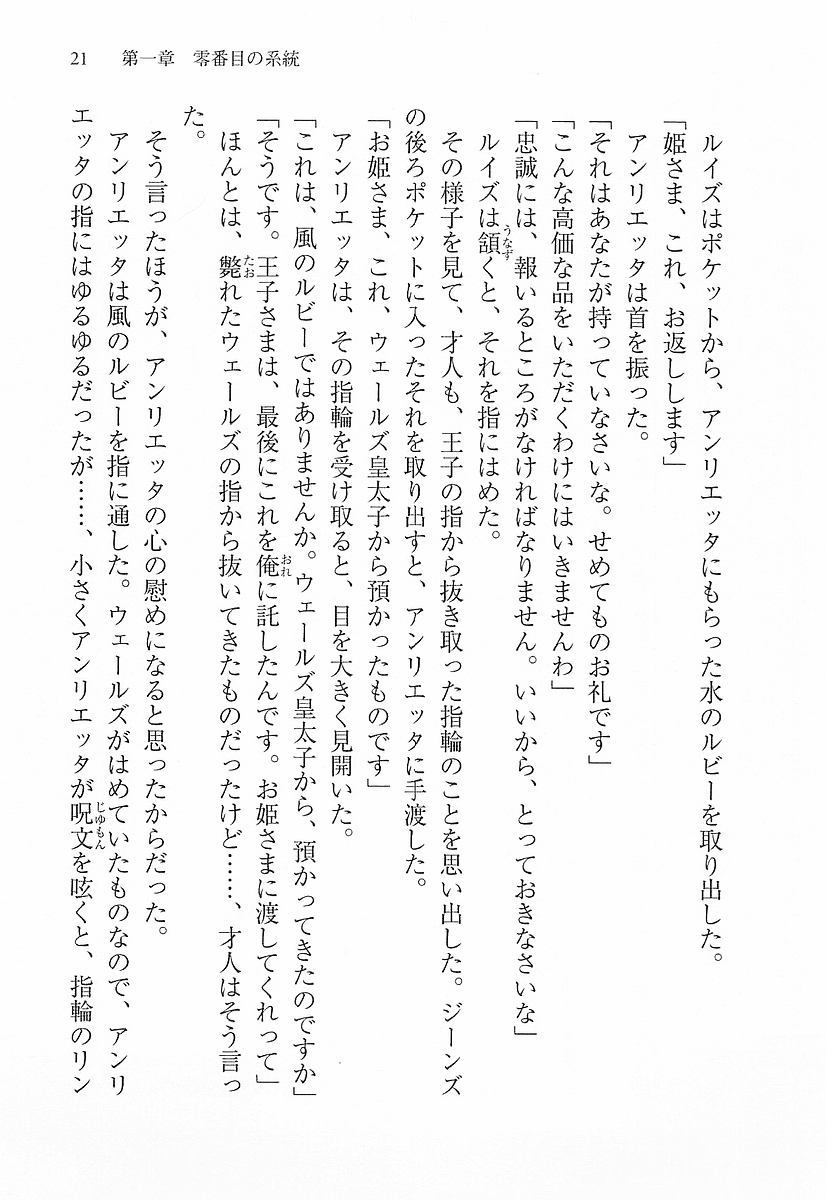 21　第一章　零番目の系統
ルイズはポケットから、アンリエッタにもらった水のルビーを取り出した。
「姫さま、これ、お返しします」
アンリエッタは首を振った。
「それはあなたが持っていなさいな。せめてものお礼です」
「こんな高価な品をいただくわけにはいきませんわ」
「忠誠には、報いるところがなければなりません。いいから、とっておきなさいな」
ルイズは頷くと、それを指にはめた。
その様子を見て、才人も、王子の指から抜き取った指輪のことを思い出した。ジーンズ
の後ろポケットに入ったそれを取り出すと、アンリエッタに手渡した。
「お姫さま、これ、ウェールズ皇太子から預かったものです」
アンリエッタは、その指輪を受け取ると、目を大きく見開いた。
「これは、風のルビーではありませんか。ウェールズ皇太子から、預かってきたのですか」
「そうです。王子さまは、最後にこれを俺に託したんです。お姫さまに渡してくれって」
ほんとは、斃れたウェールズの指から抜いてきたものだったけど……、才人はそう言っ
た。
そう言ったほうが、アンリエッタの心の慰めになると思ったからだった。
アンリエッタは風のルビーを指に通した。ウェールズがはめていたものなので、アンリ
エッタの指にはゆるゆるだったが……、小さくアンリエッタが呪文を呟くと、指輪のリン